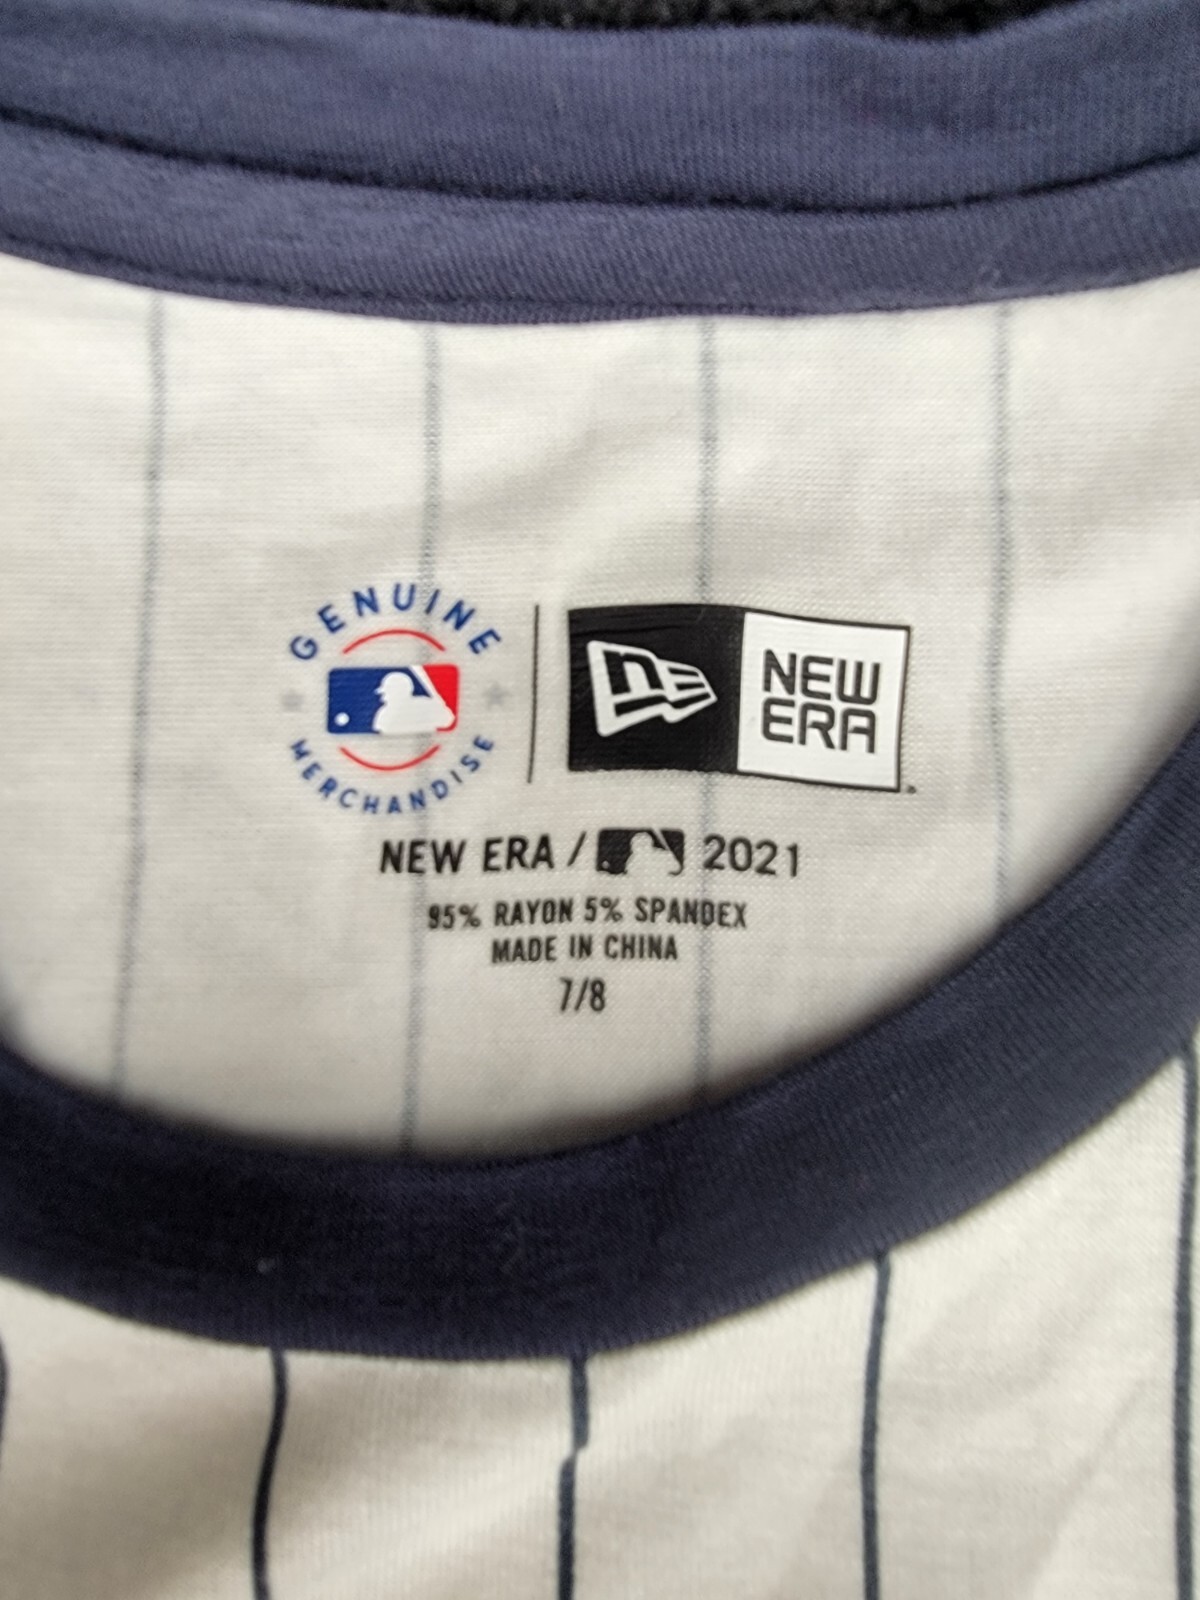 GENUINE
MERCHANDISE
NEW
ERA
NEW ERA / 2021
95% RAYON 5% SPANDEX
MADE IN CHINA
7/8